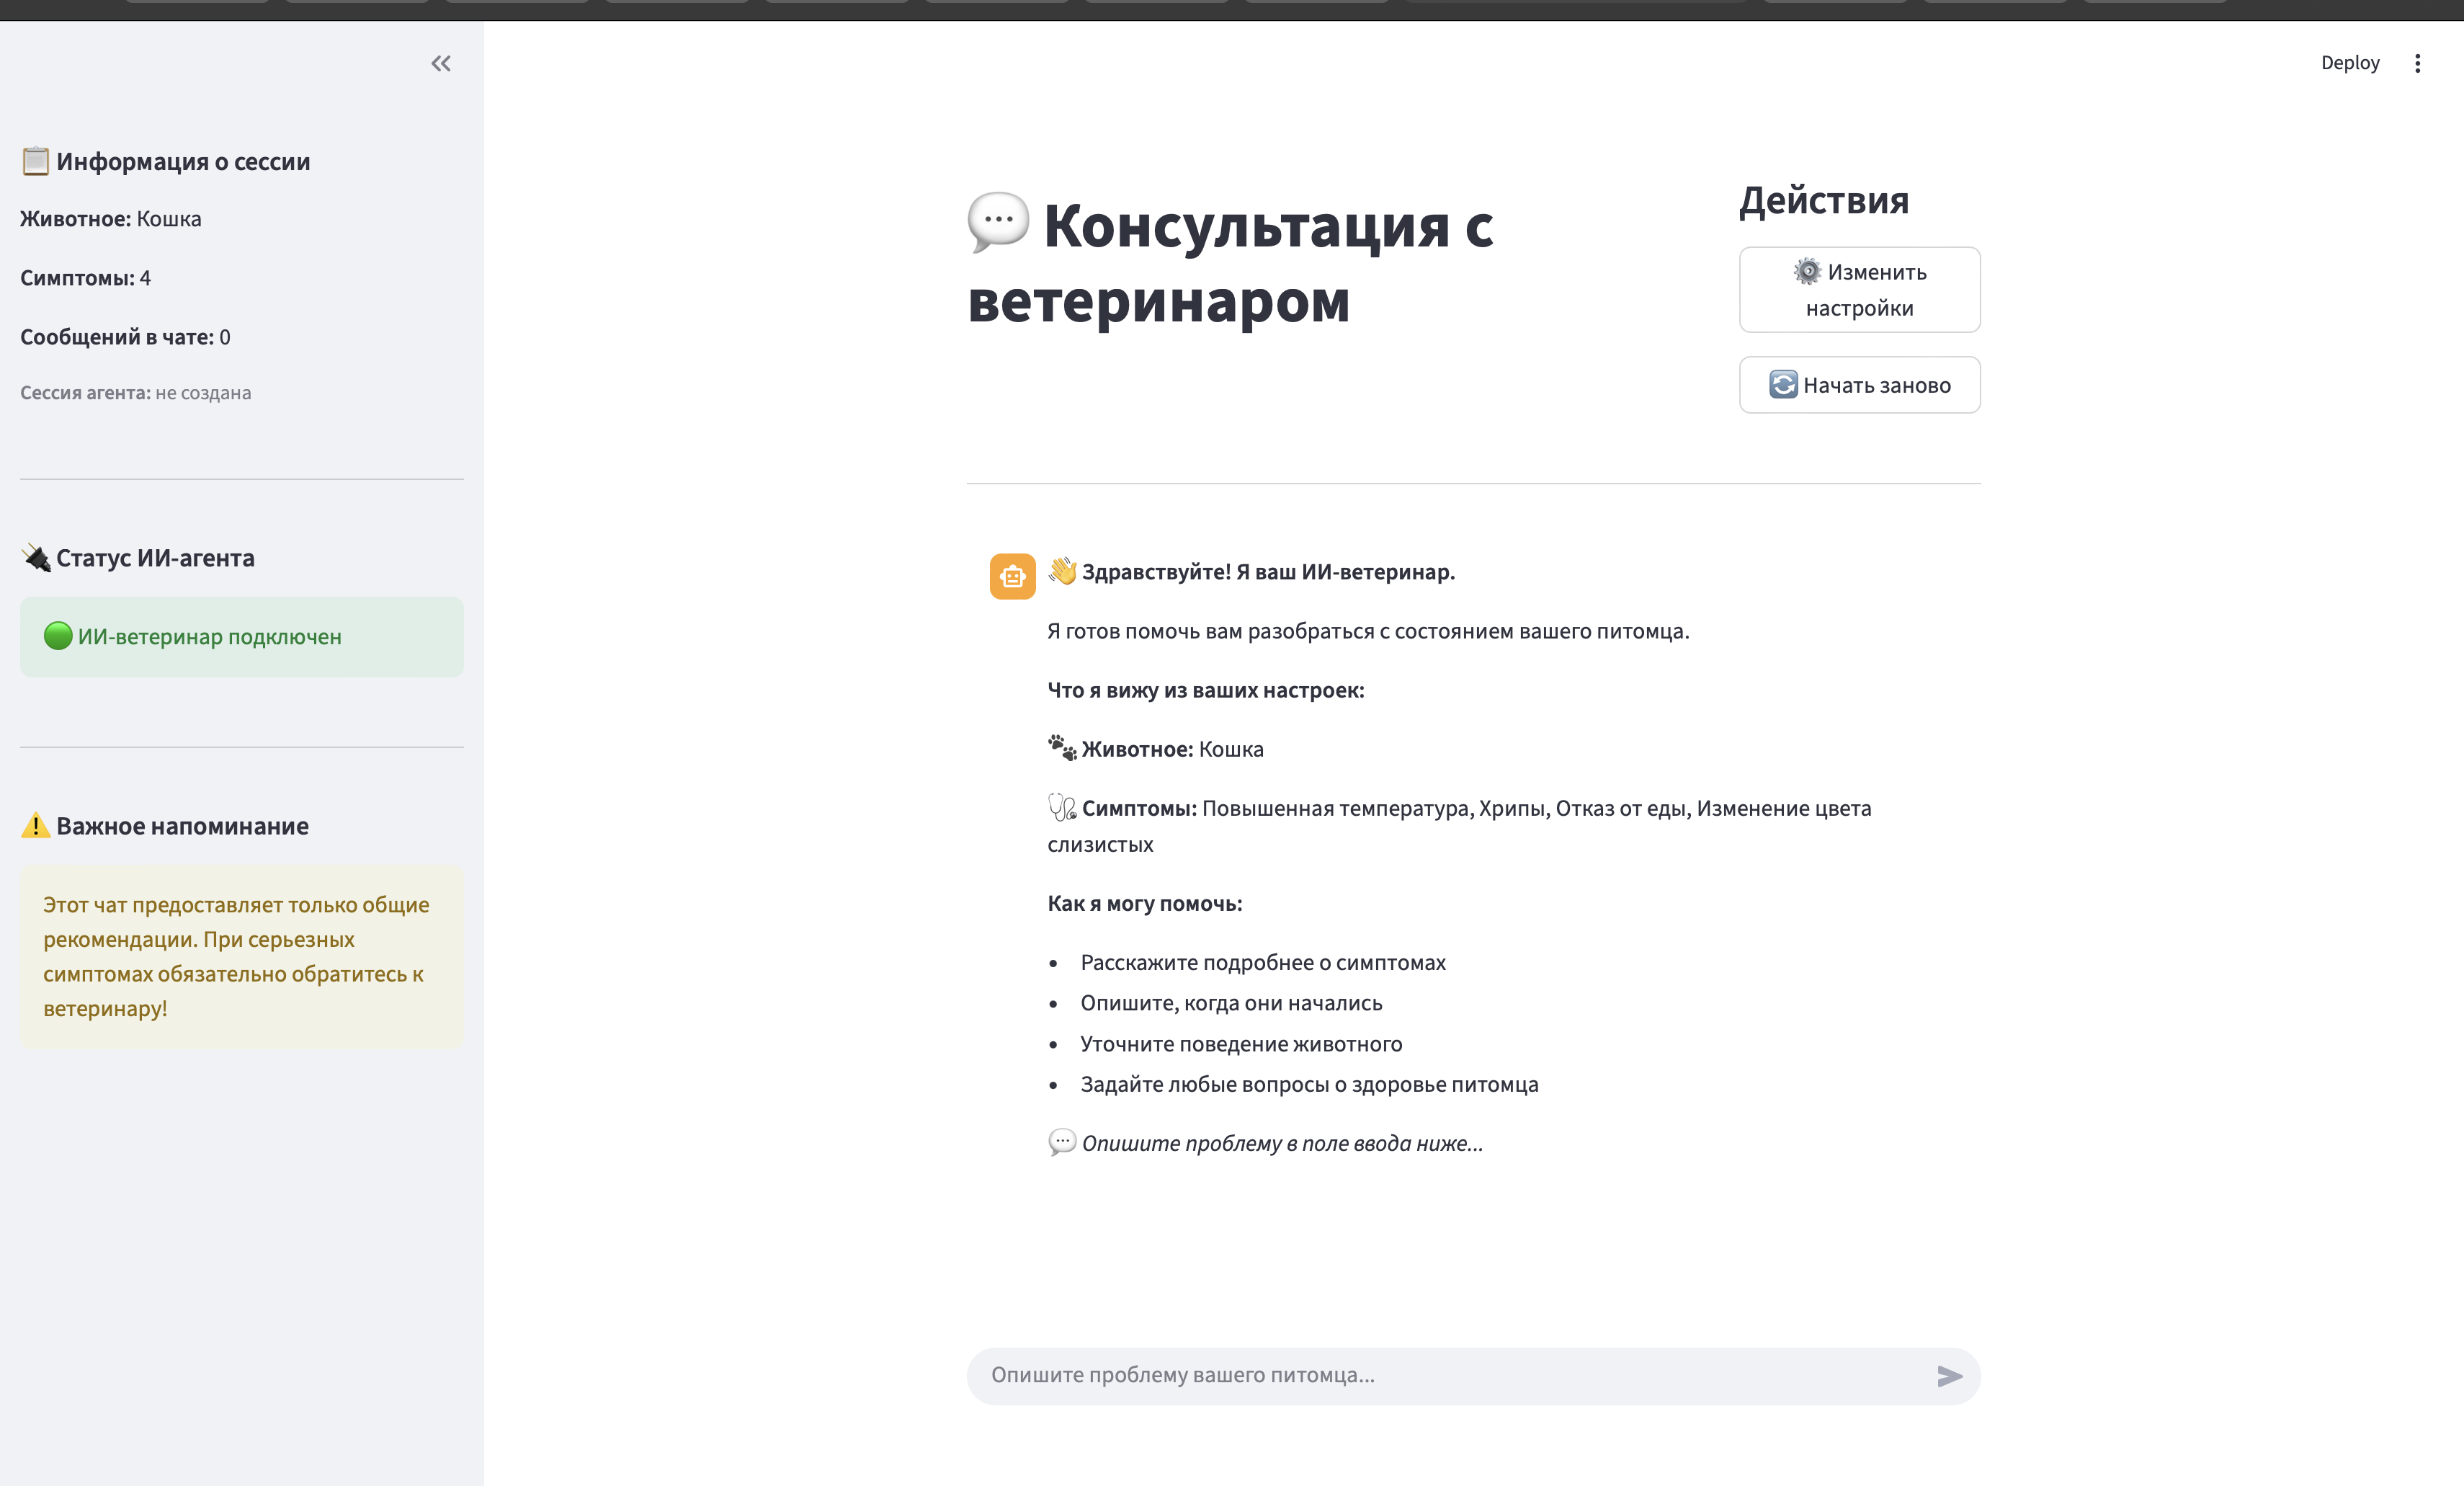 Deploy
Информация о сессии
Животное: Кошка
Симптомы: 4
Сообщений в чате: 0
Сессия агента: не создана
Статус ИИ-агента
ИИ-ветеринар подключен
Важное напоминание
Этот чат предоставляет только общие
рекомендации. При серьезных
симптомах обязательно обратитесь к
ветеринару!
Консультация с
ветеринаром
Действия
Изменить
настройки
Начать заново
Здравствуйте! Я ваш ИИ-ветеринар.
Я готов помочь вам разобраться с состоянием вашего питомца.
Что я вижу из ваших настроек:
Животное: Кошка
Симптомы: Повышенная температура, Хрипы, Отказ от еды, Изменение цвета
слизистых
Как я могу помочь:
• Расскажите подробнее о симптомах
• Опишите, когда они начались
• Уточните поведение животного
• Задайте любые вопросы о здоровье питомца
Опишите проблему в поле ввода ниже...
Опишите проблему вашего питомца...